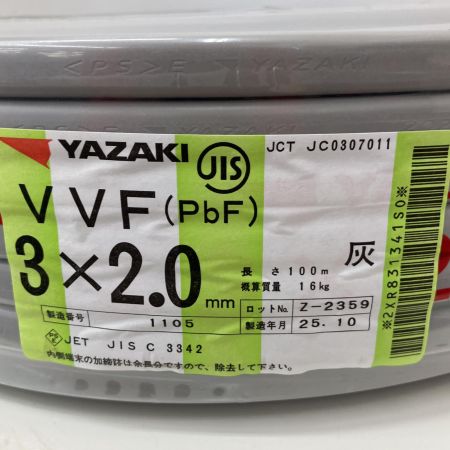 <PS>E YAZAKI
YAZAKI JIS JCT JC0307011
VVF(PbF)
3×2.0mm
灰
長さ 100m
概算質量 16kg
製造番号 1105
ロットNo. Z-2359
製造年月 25.10
JET JIS C 3342
内側端末の加締跡は余長分ですので、除去して下さい。
※2XR831341S0※